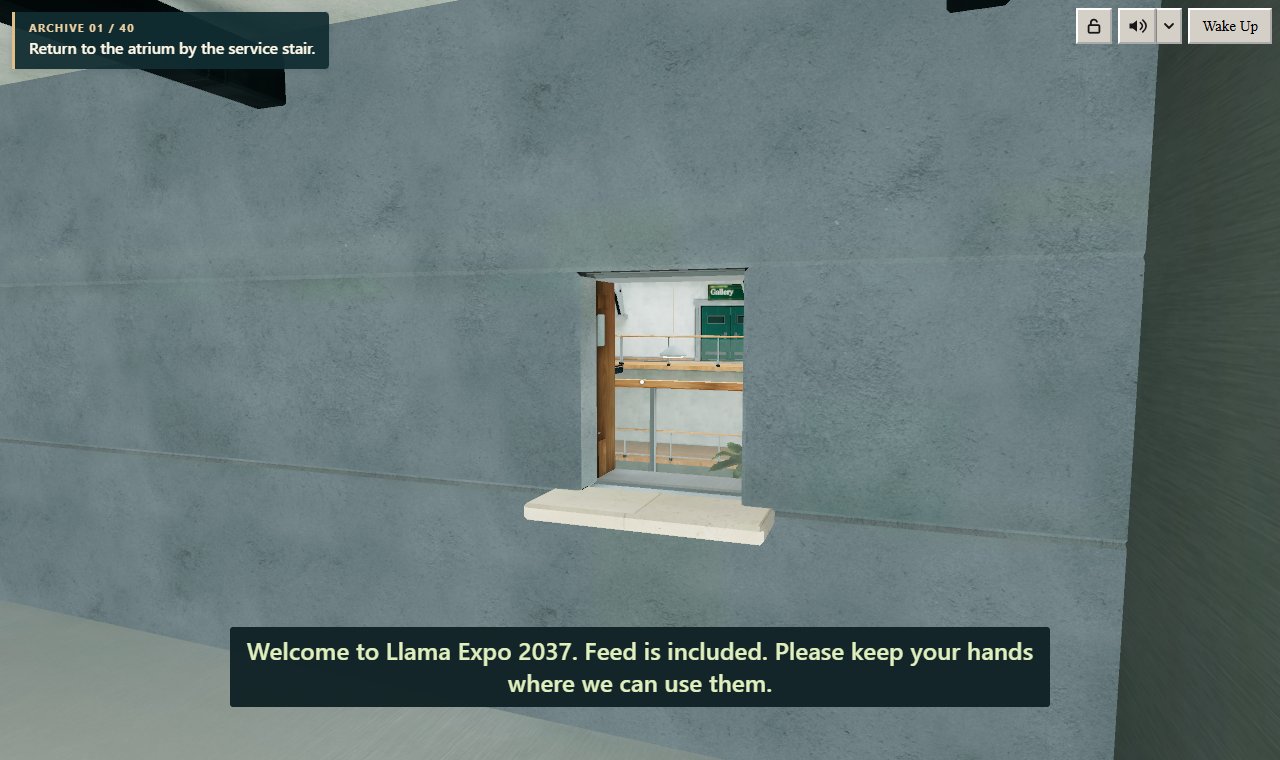 ARCHIVE 01 / 40
Return to the atrium by the service stair.
Wake Up
Gallery
Welcome to Llama Expo 2037. Feed is included. Please keep your hands
where we can use them.